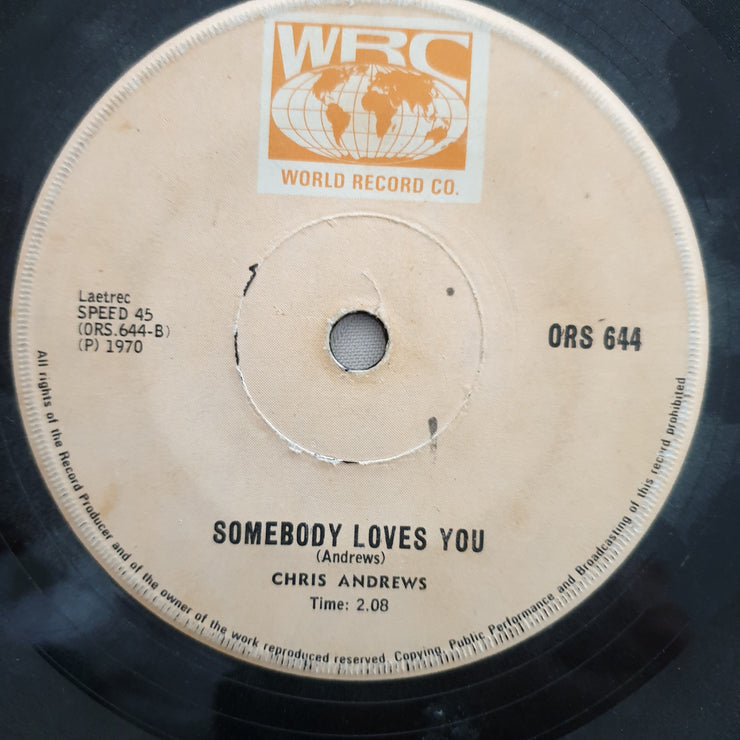 WRC
WORLD RECORD CO.
Laetrec
SPEED 45
(ORS.644-B)
(P) 1970
ORS 644
SOMEBODY LOVES YOU
(Andrews)
CHRIS ANDREWS
Time: 2.08
All rights of the Record Producer and of the owner of the work reproduced reserved. Copying, Public Performance and Broadcasting of this record prohibited